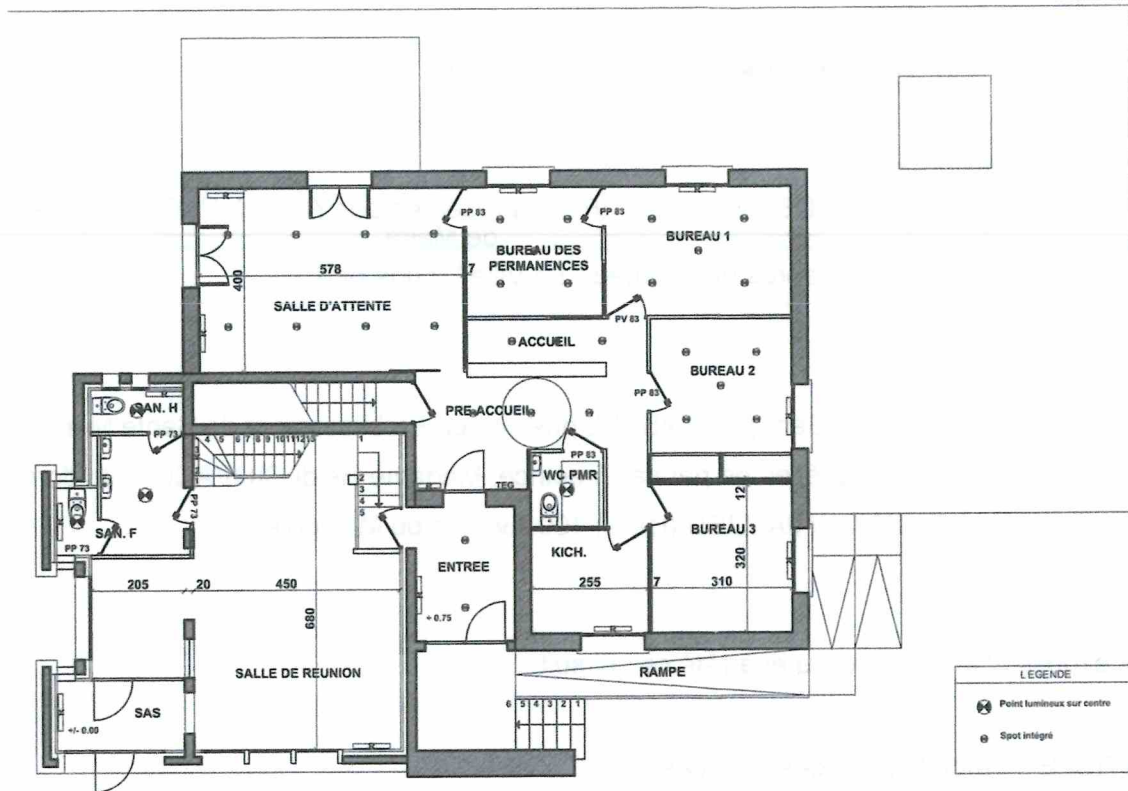 PP 83
PP 83
BUREAU DES
PERMANENCES
BUREAU 1
578
7
400
SALLE D'ATTENTE
PV 83
ACCUEIL
BUREAU 2
PP 83
SAN. H
PRE ACCUEIL
PP 73
4 5 6 7 8 9 10 11 12 13
1
1
2
3
4
5
PP 83
WC PMR
TEG
PP 73
SAN. F
PP 73
12
BUREAU 3
KICH.
ENTREE
320
205
20
450
255
7
310
680
+ 0.75
SALLE DE REUNION
RAMPE
SAS
+/- 0.00
6 5 4 3 2 1
LEGENDE
Point lumineux sur centre
Spot intégré